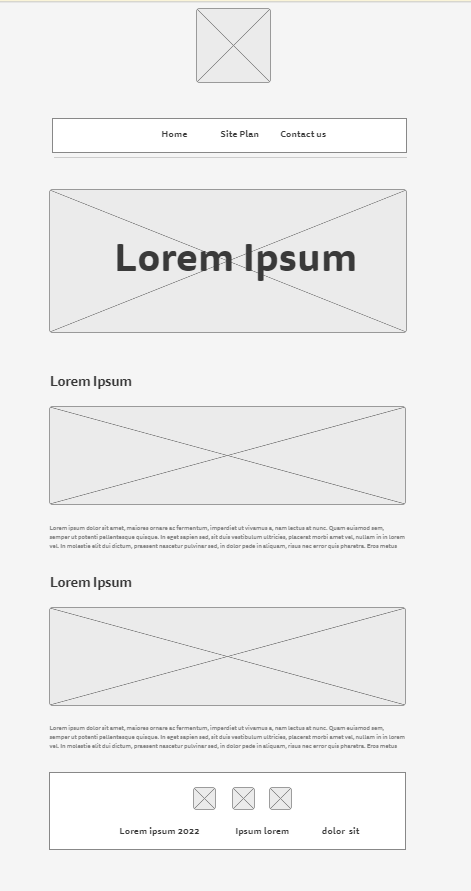 Home Site Plan Contact us
Lorem Ipsum
Lorem Ipsum
Lorem ipsum dolor sit amet, maiores ornare ac fermentum, imperdiet ut vivamus a, nam lectus at nunc. Quam euismod sem,
semper ut potenti pellentesque quisque. In eget sapien sed, sit duis vestibulum ultricies, placerat morbi amet vel, nullam in in lorem
vel. In molestie elit dui dictum, praesent nascetur pulvinar sed, in dolor pede in aliquam, risus nec error quis pharetra. Eros metus
Lorem Ipsum
Lorem ipsum dolor sit amet, maiores ornare ac fermentum, imperdiet ut vivamus a, nam lectus at nunc. Quam euismod sem,
semper ut potenti pellentesque quisque. In eget sapien sed, sit duis vestibulum ultricies, placerat morbi amet vel, nullam in in lorem
vel. In molestie elit dui dictum, praesent nascetur pulvinar sed, in dolor pede in aliquam, risus nec error quis pharetra. Eros metus
Lorem ipsum 2022 Ipsum lorem dolor sit